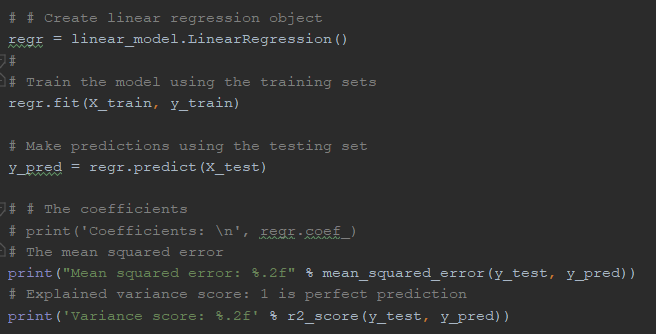 # # Create linear regression object
regr = linear_model.LinearRegression()
#
# Train the model using the training sets
regr.fit(X_train, y_train)
# Make predictions using the testing set
y_pred = regr.predict(X_test)
# # The coefficients
# print('Coefficients: \n', regr.coef_)
# The mean squared error
print("Mean squared error: %.2f" % mean_squared_error(y_test, y_pred))
# Explained variance score: 1 is perfect prediction
print('Variance score: %.2f' % r2_score(y_test, y_pred))